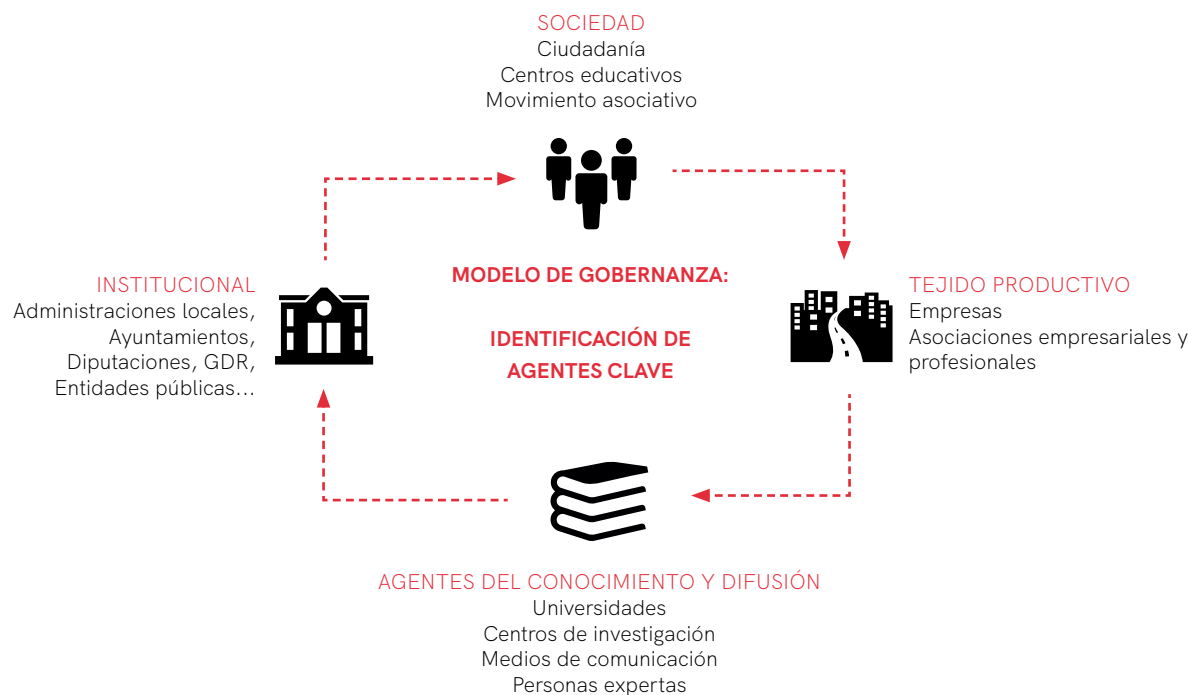 SOCIEDAD
Ciudadanía
Centros educativos
Movimiento asociativo
MODELO DE GOBERNANZA:
IDENTIFICACIÓN DE
AGENTES CLAVE
INSTITUCIONAL
Administraciones locales,
Ayuntamientos,
Diputaciones, GDR,
Entidades públicas...
TEJIDO PRODUCTIVO
Empresas
Asociaciones empresariales y
profesionales
AGENTES DEL CONOCIMIENTO Y DIFUSIÓN
Universidades
Centros de investigación
Medios de comunicación
Personas expertas